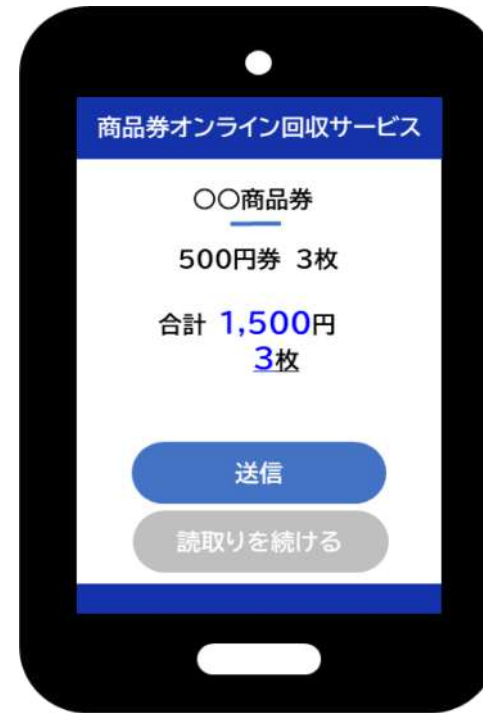 商品券オンライン回収サービス
〇〇商品券
500円券 3枚
合計 1,500円
3枚
送信
読取りを続ける